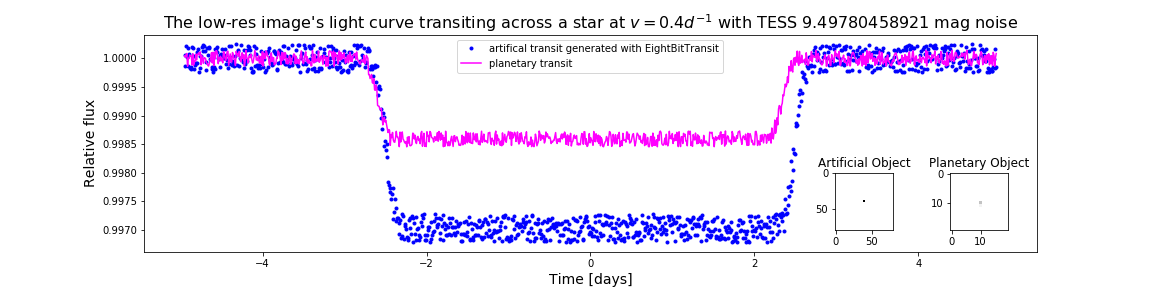 The low-res image's light curve transiting across a star at v = 0.4d⁻¹ with TESS 9.49780458921 mag noise
artifical transit generated with EightBitTransit
planetary transit
Relative flux
1.0000
0.9995
0.9990
0.9985
0.9980
0.9975
0.9970
Artificial Object
Planetary Object
0
50
0 50
0
10
0 10
−4 −2 0 2 4
Time [days]